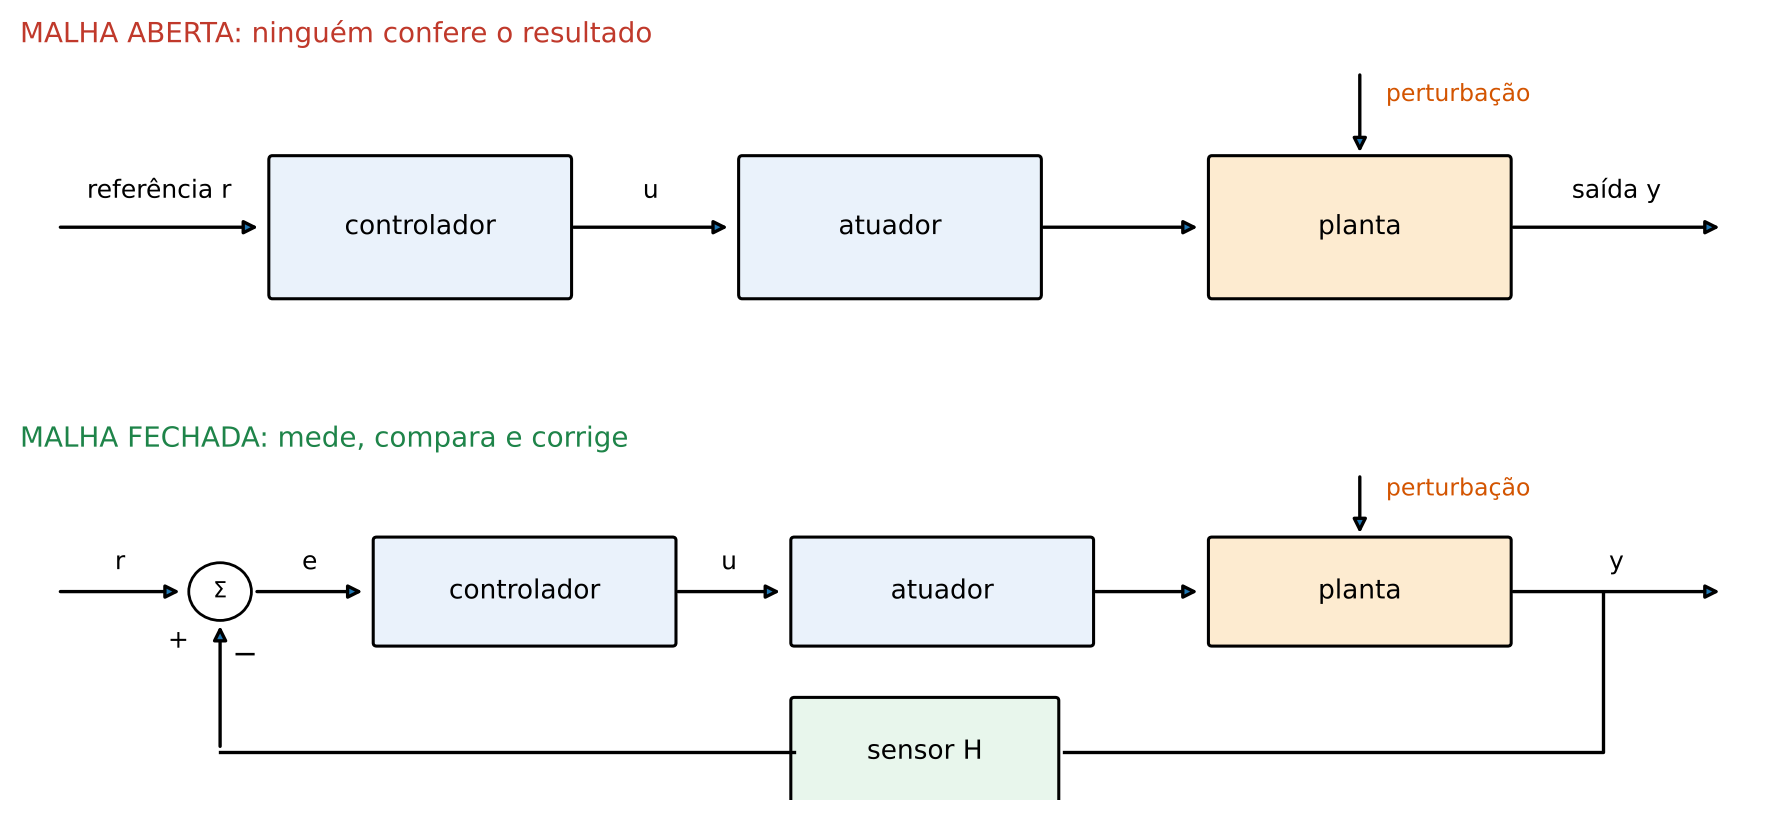 MALHA ABERTA: ninguém confere o resultado
perturbação
referência r
u
saída y
controlador
atuador
planta
MALHA FECHADA: mede, compara e corrige
perturbação
r
e
u
y
Σ
controlador
atuador
planta
+
−
sensor H